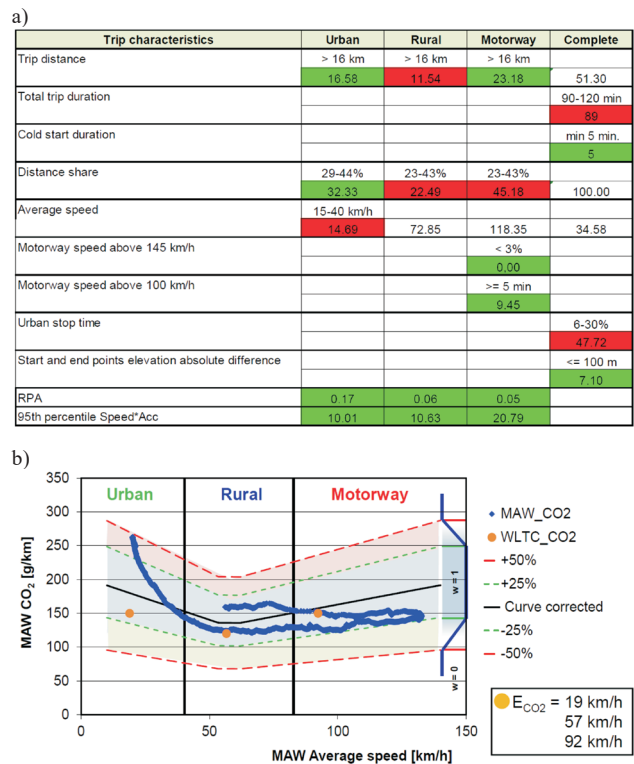 a)
Trip characteristics Urban Rural Motorway Complete
Trip distance > 16 km > 16 km > 16 km
16.58 11.54 23.18 51.30
Total trip duration 90-120 min
89
Cold start duration min 5 min.
5
Distance share 29-44% 23-43% 23-43%
32.33 22.49 45.18 100.00
Average speed 15-40 km/h
14.69 72.85 118.35 34.58
Motorway speed above 145 km/h < 3%
0,00
Motorway speed above 100 km/h >= 5 min
9.45
Urban stop time 6-30%
47.72
Start and end points elevation absolute difference <= 100 m
7.10
RPA 0.17 0.06 0.05
95th percentile Speed*Acc 10.01 10.63 20.79
b)
350
300
250
200
150
100
50
0
MAW CO2 [g/km]
Urban Rural Motorway
w = 1
w = 0
0 50 100 150
MAW Average speed [km/h]
MAW_CO2
WLTC_CO2
+50%
+25%
Curve corrected
-25%
-50%
ECO2 = 19 km/h
57 km/h
92 km/h